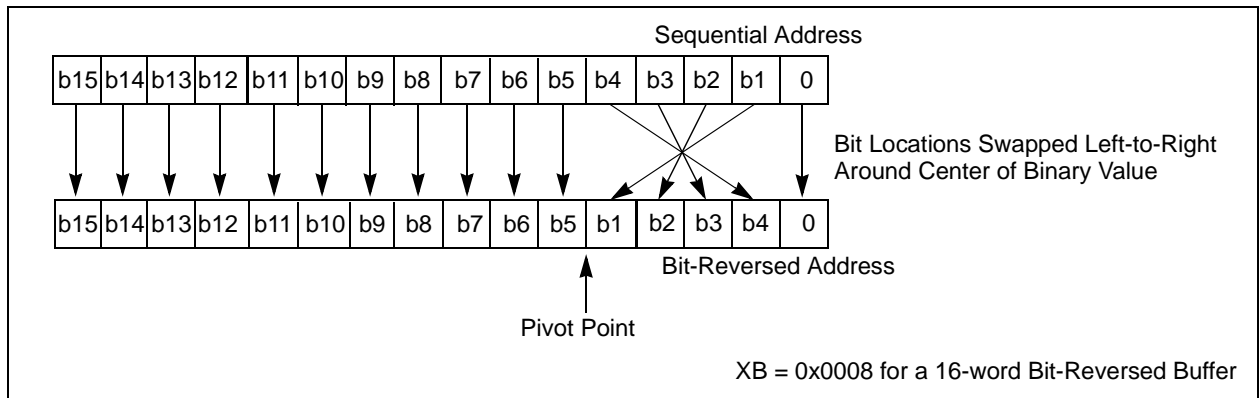 Sequential Address
b15 b14 b13 b12 b11 b10 b9 b8 b7 b6 b5 b4 b3 b2 b1 0
Bit Locations Swapped Left-to-Right
Around Center of Binary Value
b15 b14 b13 b12 b11 b10 b9 b8 b7 b6 b5 b1 b2 b3 b4 0
Bit-Reversed Address
Pivot Point
XB = 0x0008 for a 16-word Bit-Reversed Buffer